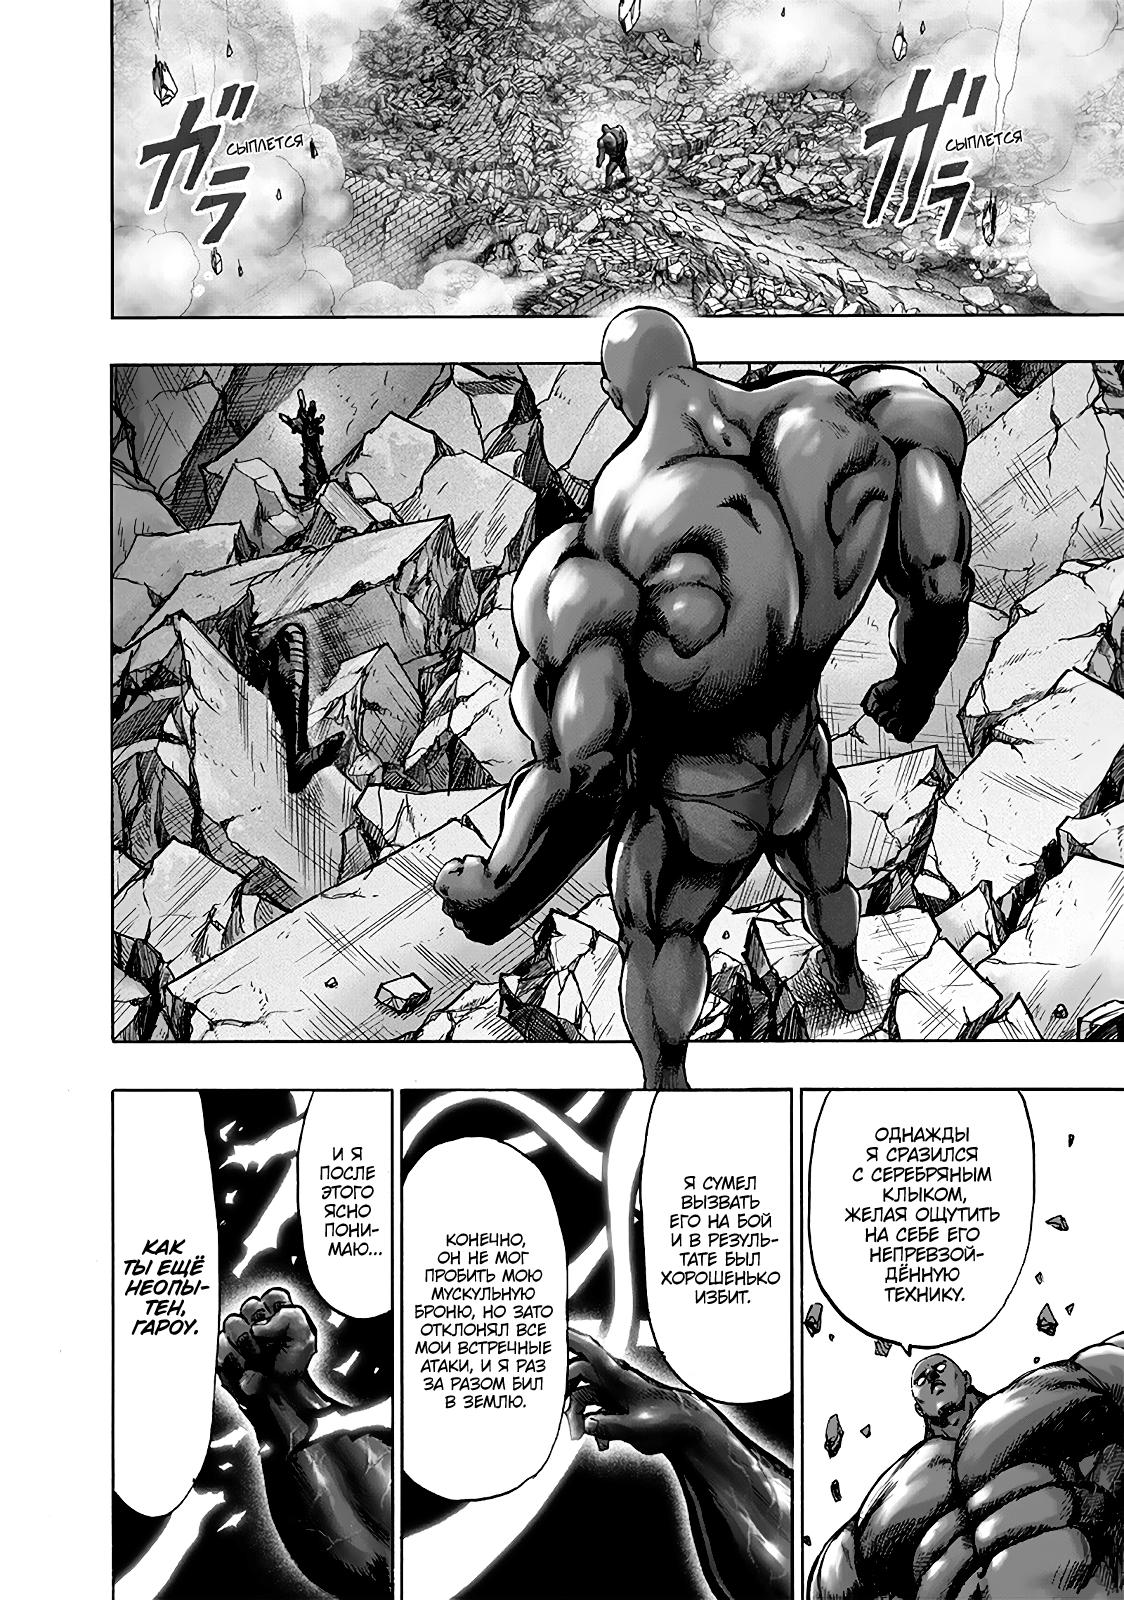 ガラ
СЫПЛЕТСЯ
ガラ
СЫПЛЕТСЯ
ОДНАЖДЫ
Я СРАЗИЛСЯ
С СЕРЕБРЯНЫМ
КЛЫКОМ,
ЖЕЛАЯ ОЩУТИТЬ
НА СЕБЕ ЕГО
НЕПРЕВЗОЙ-
ДЁННУЮ
ТЕХНИКУ.
Я СУМЕЛ
ВЫЗВАТЬ
ЕГО НА БОЙ
И В РЕЗУЛЬ-
ТАТЕ БЫЛ
ХОРОШЕНЬКО
ИЗБИТ.
КОНЕЧНО,
ОН НЕ МОГ
ПРОБИТЬ МОЮ
МУСКУЛЬНУЮ
БРОНЮ, НО ЗАТО
ОТКЛОНЯЛ ВСЕ
МОИ ВСТРЕЧНЫЕ
АТАКИ, И Я РАЗ
ЗА РАЗОМ БИЛ
В ЗЕМЛЮ.
И Я
ПОСЛЕ
ЭТОГО
ЯСНО
ПОНИ-
МАЮ...
КАК
ТЫ ЕЩЁ
НЕОПЫ-
ТЕН,
ГАРОУ.